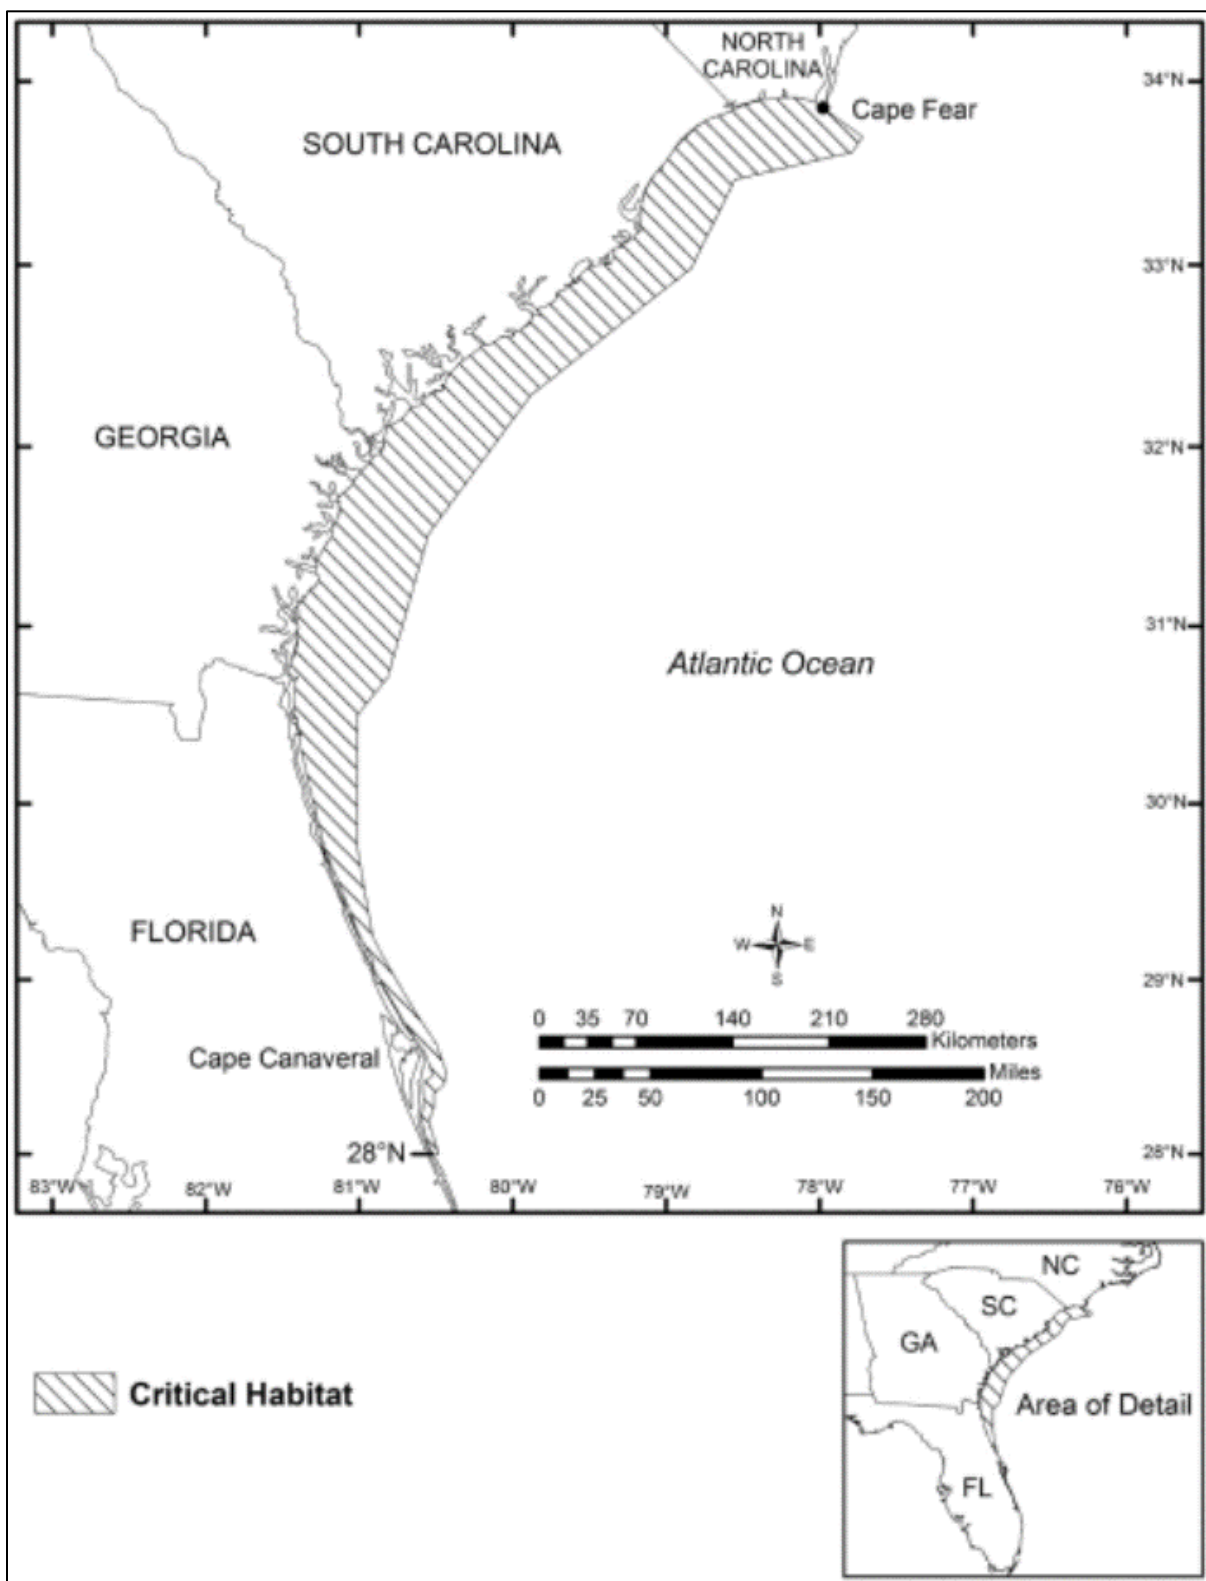 NORTH
CAROLINA
34°N
Cape Fear
SOUTH CAROLINA
33°N
GEORGIA
32°N
31°N
Atlantic Ocean
30°N
FLORIDA
N
W E
S
29°N
0 35 70 140 210 280
Kilometers
Cape Canaveral
Miles
0 25 50 100 150 200
28°N
28°N
83°W 82°W 81°W 80°W 79°W 78°W 77°W 76°W
NC
SC
GA
Critical Habitat
Area of Detail
FL